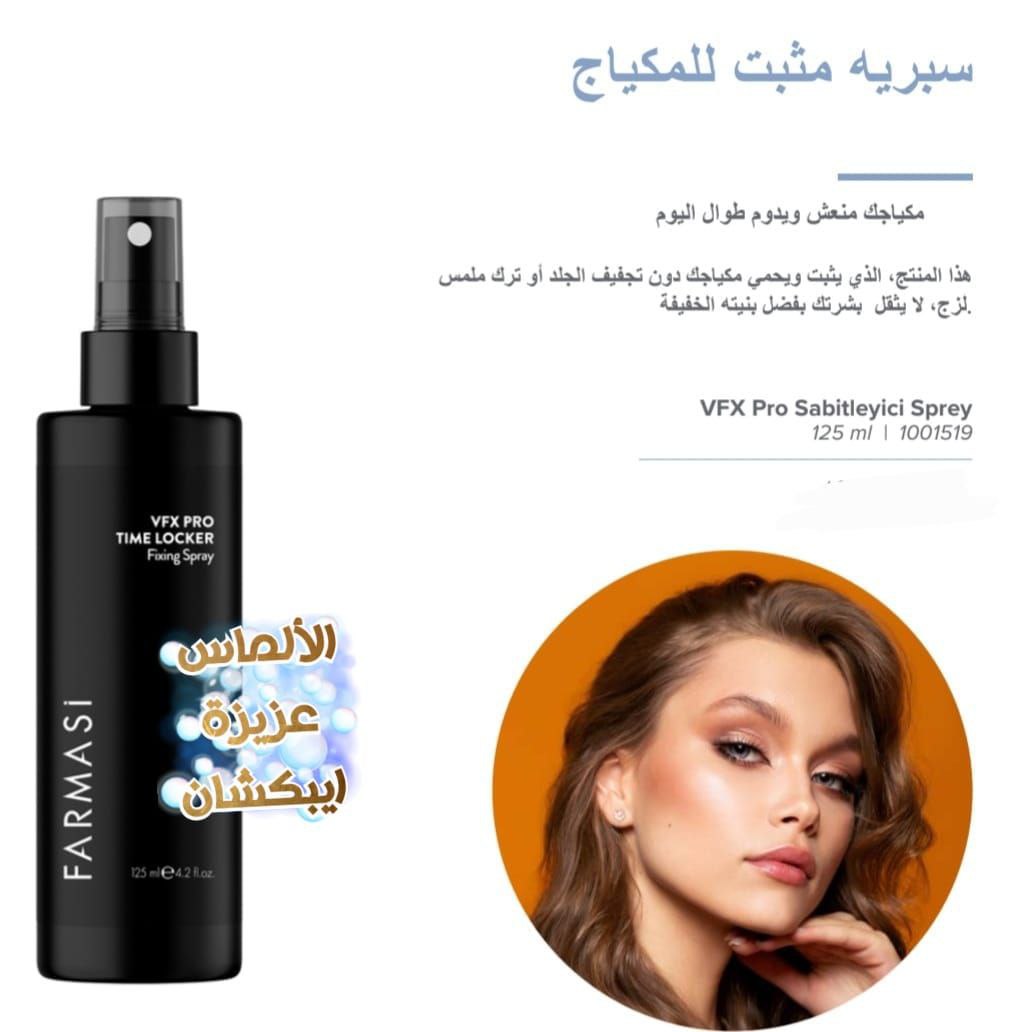 سبريه مثبت للمكياج
مكياجك منعش ويدوم طوال اليوم
هذا المنتج، الذي يثبت ويحمي مكياجك دون تجفيف الجلد أو ترك ملمس
لزج، لا يثقل بشرتك بفضل بنيته الخفيفة.
VFX Pro Sabitleyici Sprey
125 ml | 1001519
VFX PRO
TIME LOCKER
Fixing Spray
الألماس
عزيزة
ايبكشان
FARMASi
125 ml℮4.2 fl.oz.